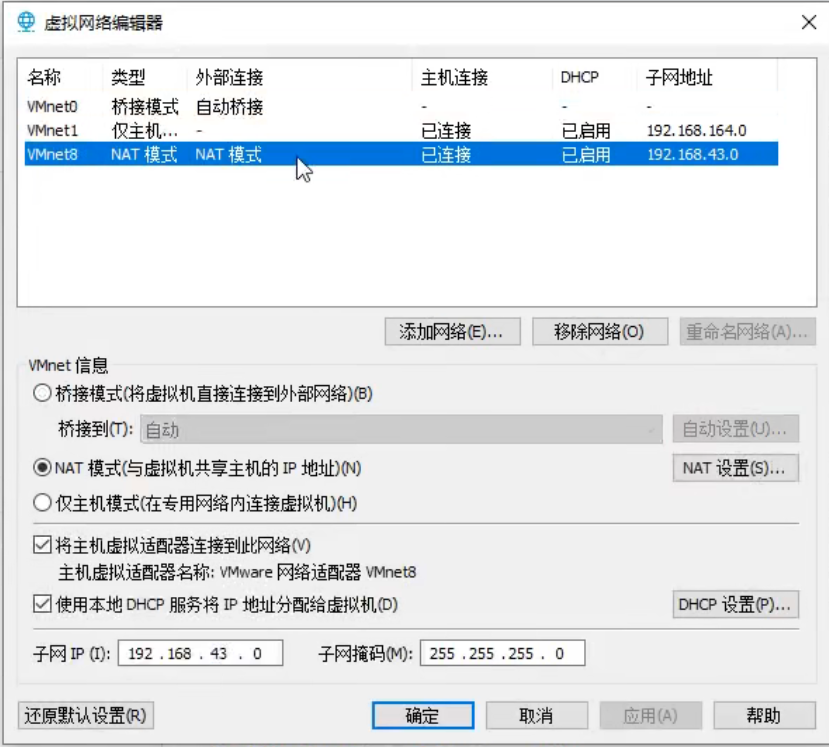 虚拟网络编辑器
名称 类型 外部连接 主机连接 DHCP 子网地址
VMnet0 桥接模式 自动桥接 - - -
VMnet1 仅主机... - 已连接 已启用 192.168.164.0
VMnet8 NAT 模式 NAT 模式 已连接 已启用 192.168.43.0
添加网络(E)... 移除网络(O) 重命名网络(A)...
VMnet 信息
桥接模式(将虚拟机直接连接到外部网络)(B)
桥接到(T): 自动 自动设置(U)...
NAT 模式(与虚拟机共享主机的 IP 地址)(N) NAT 设置(S)...
仅主机模式(在专用网络内连接虚拟机)(H)
将主机虚拟适配器连接到此网络(V)
主机虚拟适配器名称: VMware 网络适配器 VMnet8
使用本地 DHCP 服务将 IP 地址分配给虚拟机(D) DHCP 设置(P)...
子网 IP (I): 192 . 168 . 43 . 0 子网掩码(M): 255 . 255 . 255 . 0
还原默认设置(R) 确定 取消 应用(A) 帮助